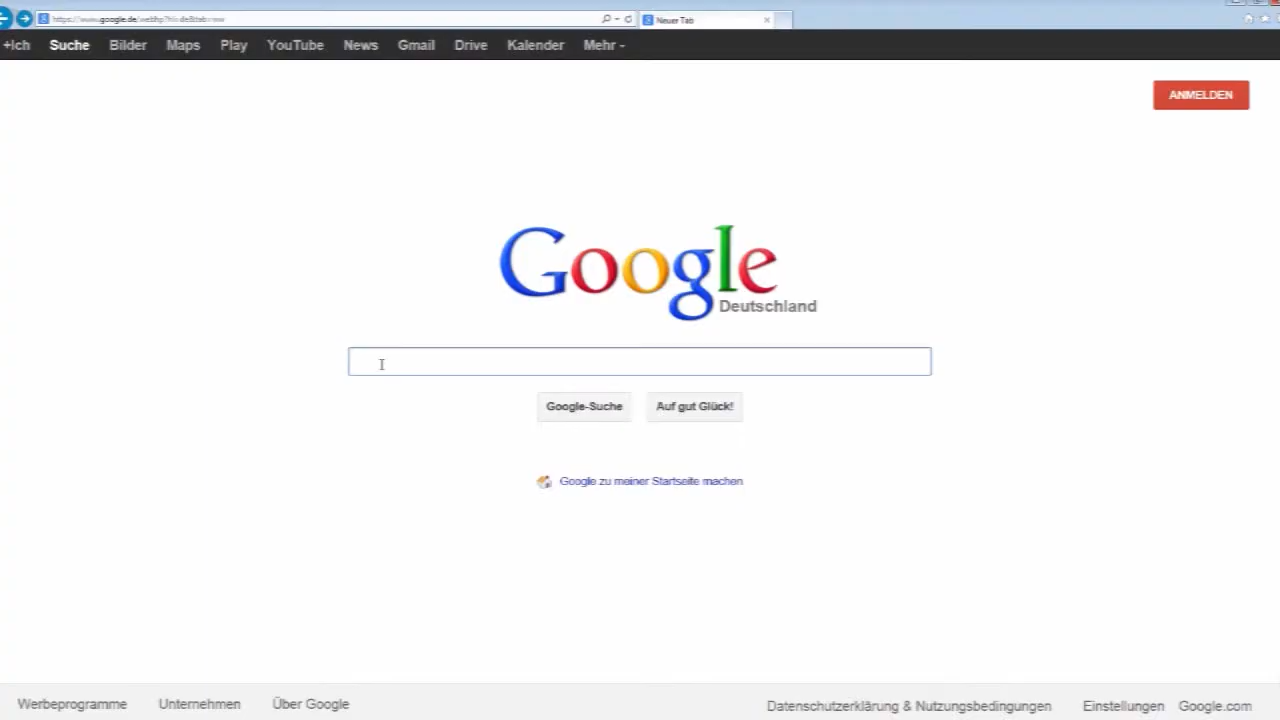 Neuer Tab
+Ich Suche Bilder Maps Play YouTube News Gmail Drive Kalender Mehr
ANMELDEN
Google
Deutschland
Google-Suche Auf gut Glück!
Google zu meiner Startseite machen
Werbeprogramme Unternehmen Über Google Datenschutzerklärung & Nutzungsbedingungen Einstellungen Google.com